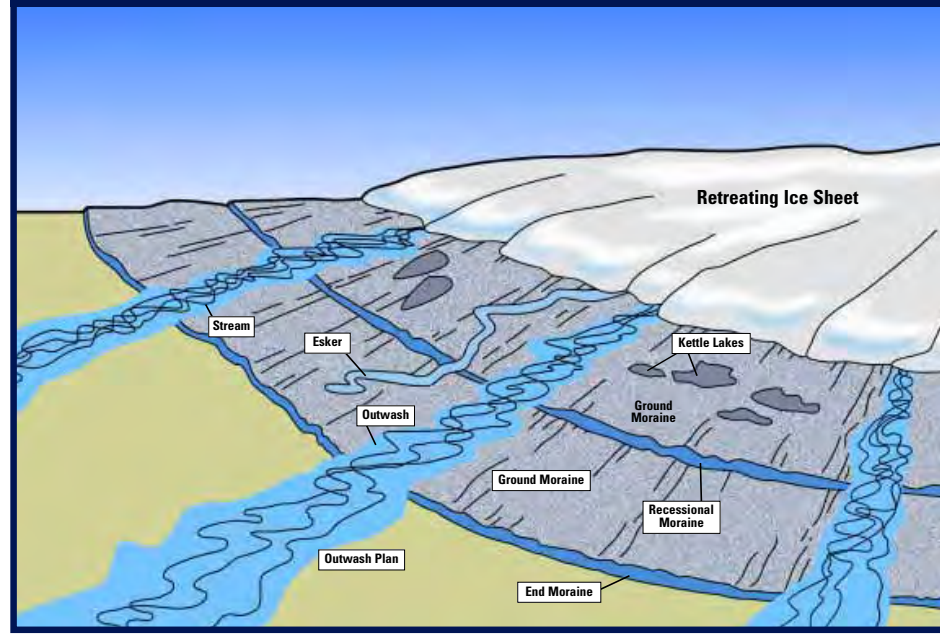 Retreating Ice Sheet
Stream
Esker
Kettle Lakes
Ground
Moraine
Outwash
Ground Moraine
Recessional
Moraine
Outwash Plan
End Moraine